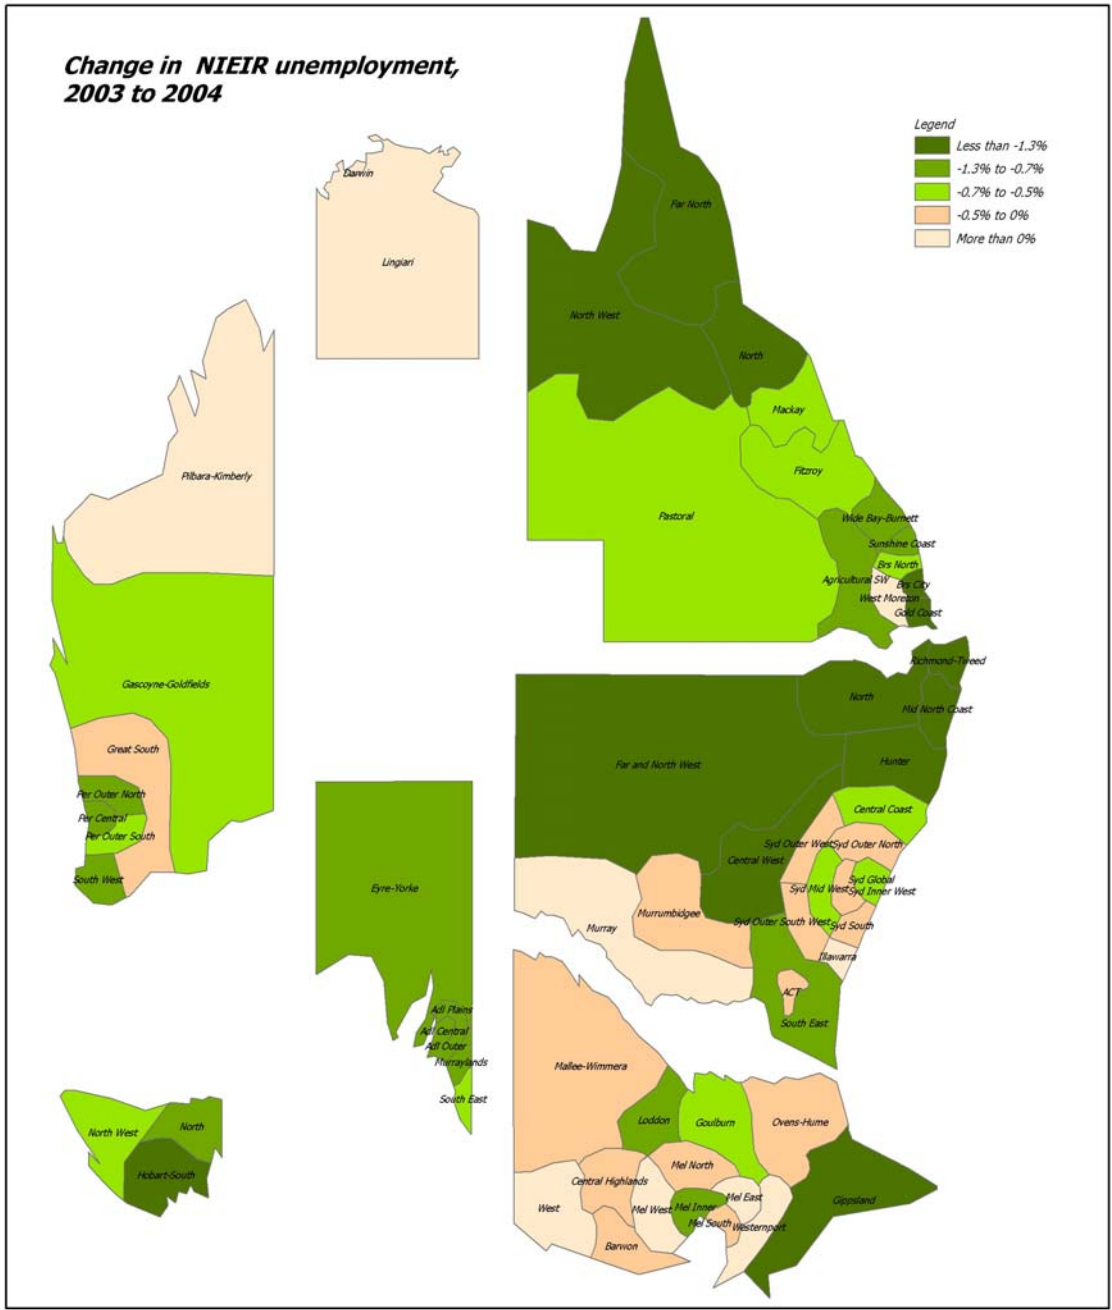 Change in NIEIR unemployment,
2003 to 2004
Legend
Less than -1.3%
-1.3% to -0.7%
-0.7% to -0.5%
-0.5% to 0%
More than 0%
Darwin
Lingiari
Far North
North West
North
Mackay
Fitzroy
Pastoral
Wide Bay-Burnett
Sunshine Coast
Brs North
Agricultural SW
Brs City
West Moreton
Gold Coast
Pilbara-Kimberly
Gascoyne-Goldfields
Great South
Per Outer North
Per Central
Per Outer South
South West
Richmond-Tweed
North
Mid North Coast
Far and North West
Hunter
Central Coast
Syd Outer West
Syd Outer North
Central West
Syd Global
Syd Mid West
Syd Inner West
Murrumbidgee
Syd Outer South West
Syd South
Murray
Illawarra
ACT
South East
Eyre-Yorke
Adl Plains
Adl Central
Adl Outer
Murraylands
South East
Mallee-Wimmera
Loddon
Goulburn
Ovens-Hume
Mel North
Central Highlands
Gippsland
West
Mel West
Mel Inner
Mel East
Mel South
Westernport
Barwon
North West
North
Hobart-South